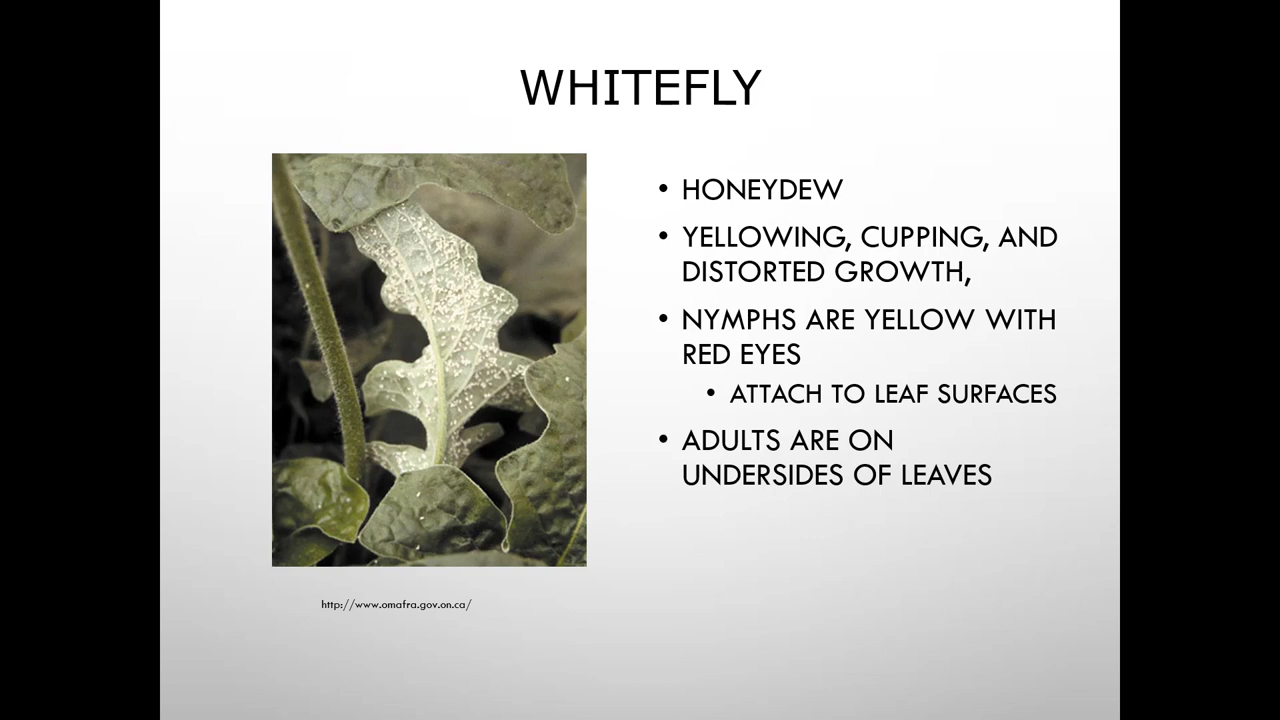 WHITEFLY
• HONEYDEW
• YELLOWING, CUPPING, AND
DISTORTED GROWTH,
• NYMPHS ARE YELLOW WITH
RED EYES
• ATTACH TO LEAF SURFACES
• ADULTS ARE ON
UNDERSIDES OF LEAVES
http://www.omafra.gov.on.ca/